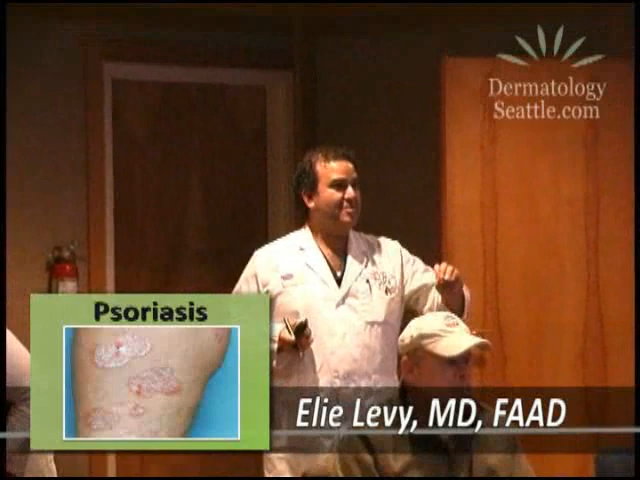 Dermatology
Seattle.com
Psoriasis
Elie Levy, MD, FAAD